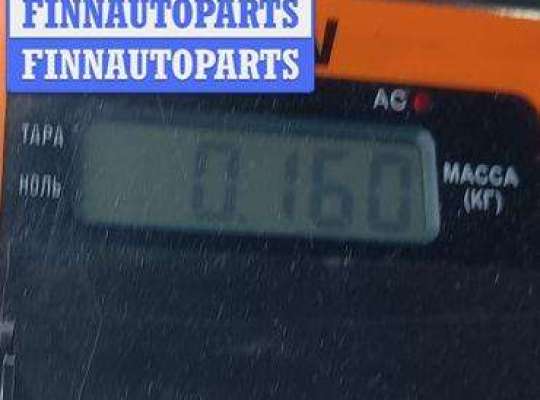 FINNAUTOPARTS
FINNAUTOPARTS
AC
ТАРА
НОЛЬ
0.160
МАССА
(КГ)